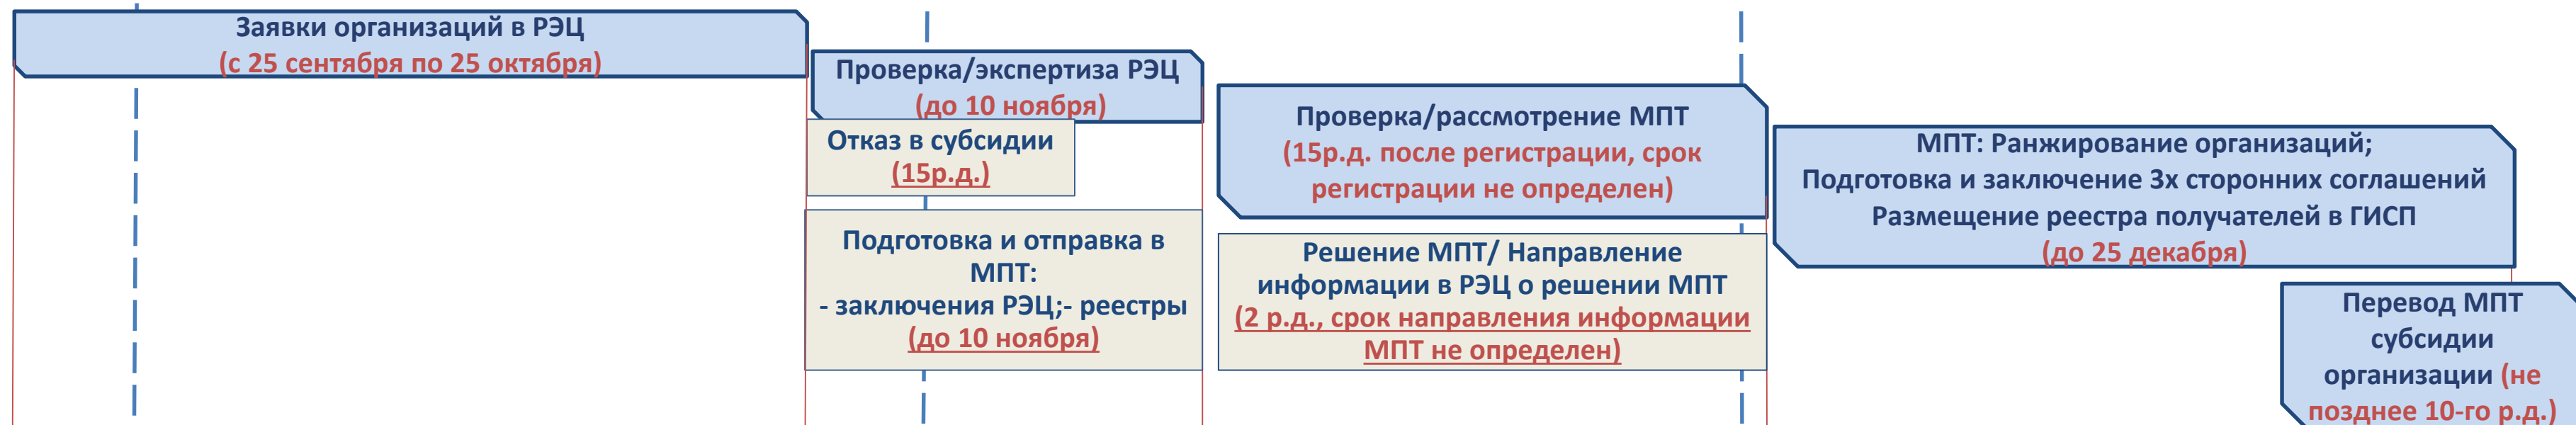 Заявки организаций в РЭЦ
(с 25 сентября по 25 октября)
Проверка/экспертиза РЭЦ
(до 10 ноября)
Отказ в субсидии
(15р.д.)
Подготовка и отправка в
МПТ:
- заключения РЭЦ;- реестры
(до 10 ноября)
Проверка/рассмотрение МПТ
(15р.д. после регистрации, срок
регистрации не определен)
Решение МПТ/ Направление
информации в РЭЦ о решении МПТ
(2 р.д., срок направления информации
МПТ не определен)
МПТ: Ранжирование организаций;
Подготовка и заключение 3х сторонних соглашений
Размещение реестра получателей в ГИСП
(до 25 декабря)
Перевод МПТ
субсидии
организации (не
позднее 10-го р.д.)